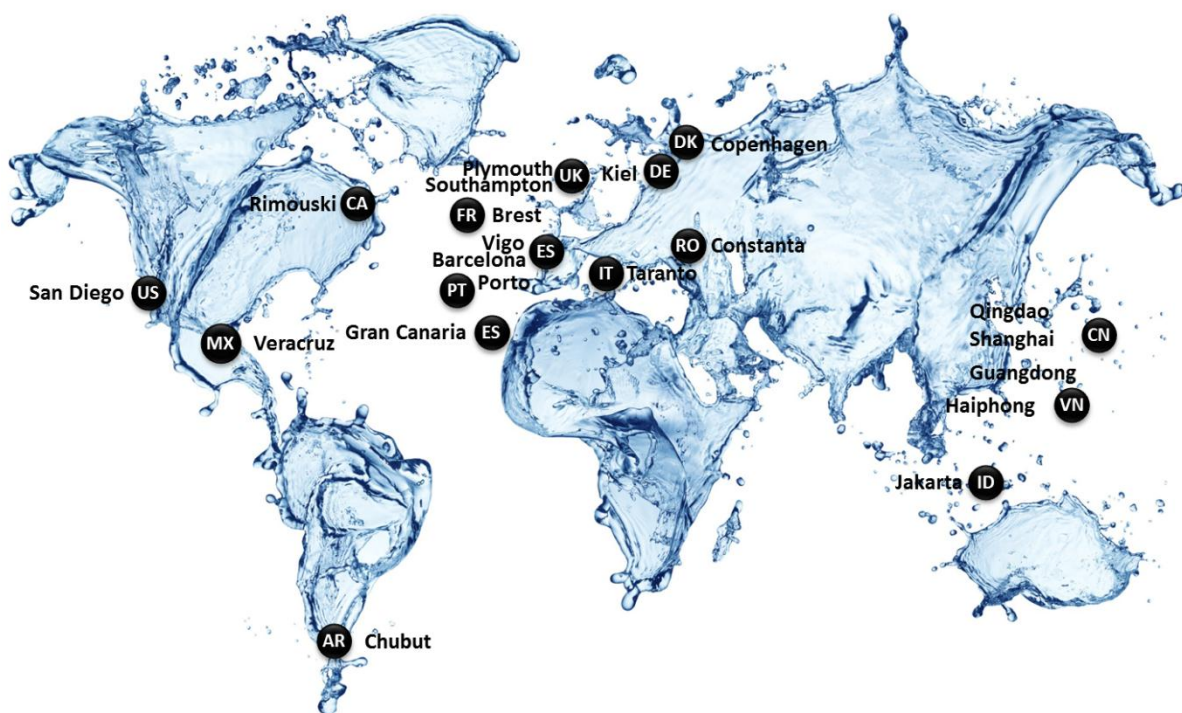 DK Copenhagen
Plymouth
Southampton UK
Kiel DE
Rimouski CA
FR Brest
Vigo
Barcelona ES
RO Constanta
IT Taranto
PT Porto
San Diego US
Qingdao
Shanghai CN
Guangdong
Gran Canaria ES
MX Veracruz
Haiphong VN
Jakarta ID
AR Chubut